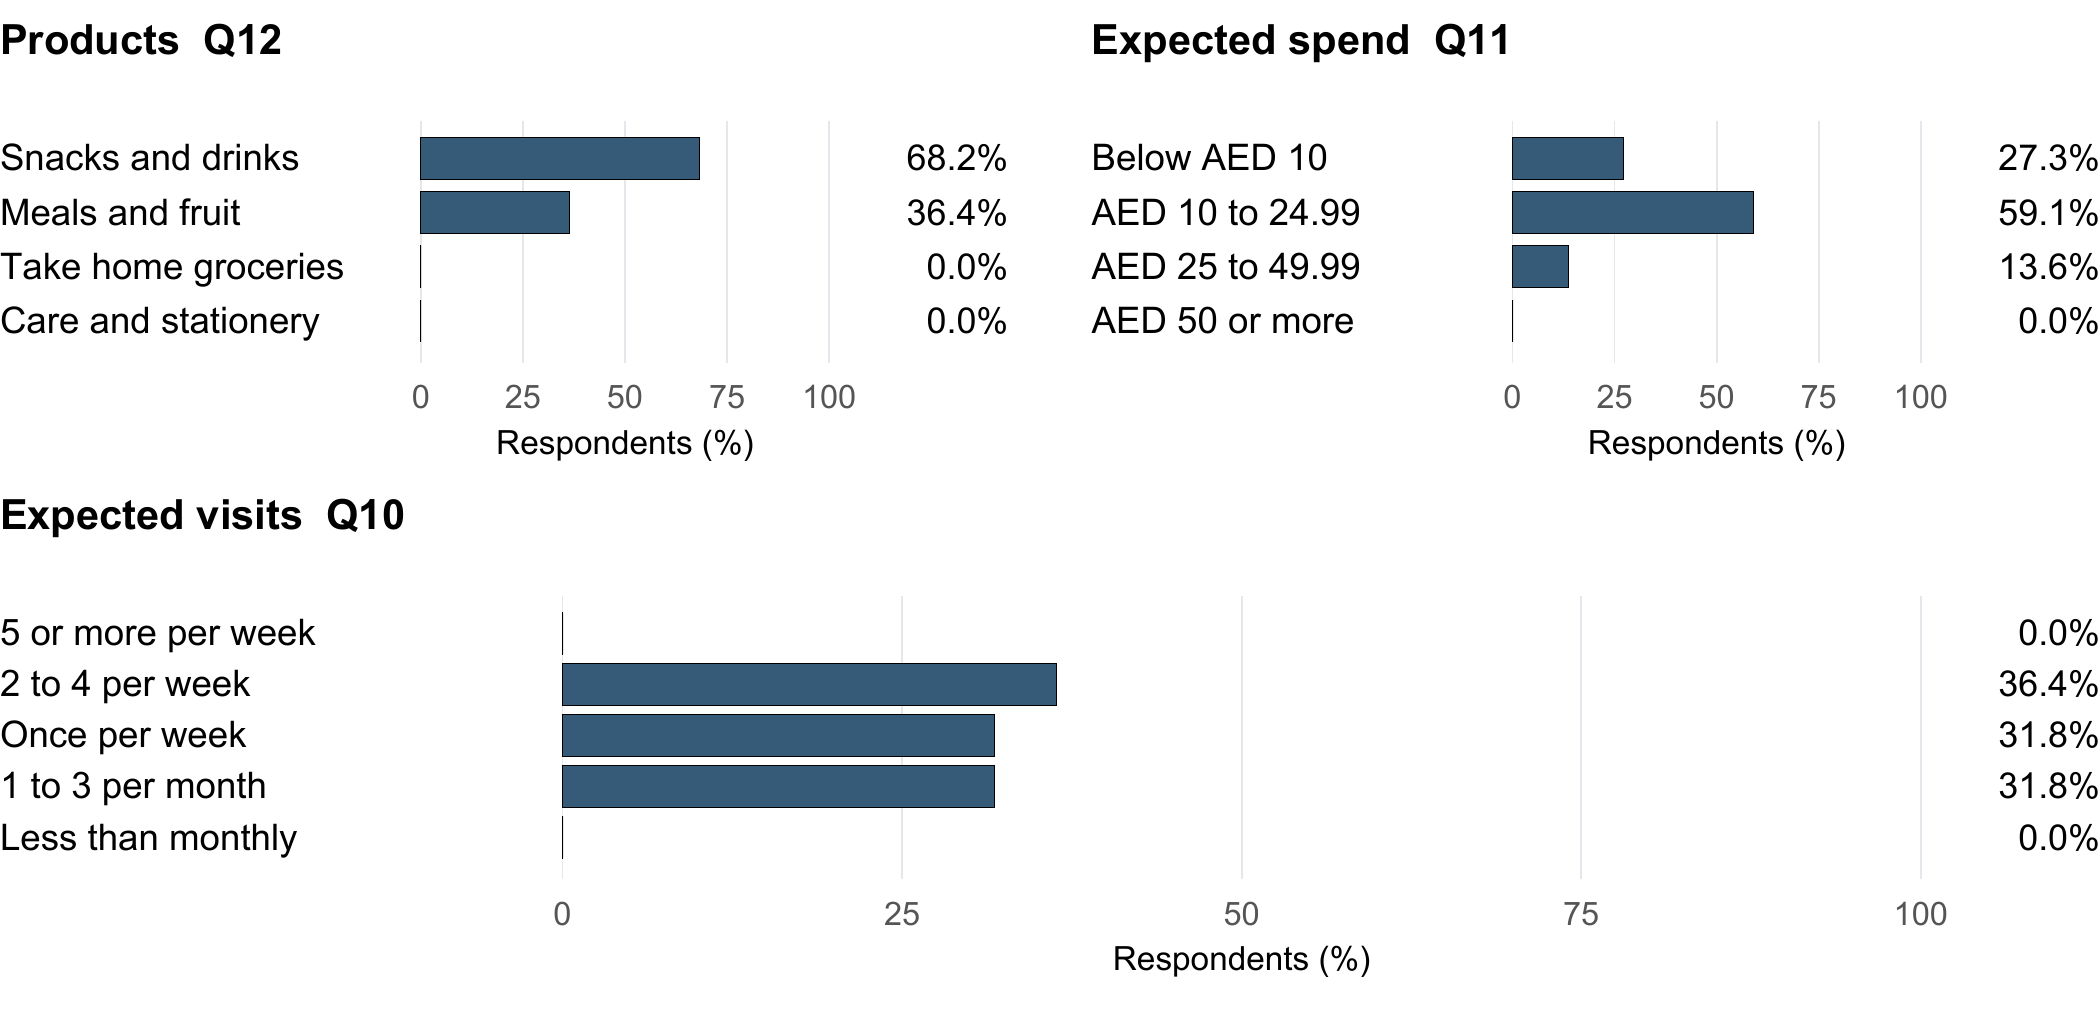 Products  Q12
Snacks and drinks 68.2%
Meals and fruit 36.4%
Take home groceries 0.0%
Care and stationery 0.0%
0 25 50 75 100
Respondents (%)
Expected spend  Q11
Below AED 10 27.3%
AED 10 to 24.99 59.1%
AED 25 to 49.99 13.6%
AED 50 or more 0.0%
0 25 50 75 100
Respondents (%)
Expected visits  Q10
5 or more per week 0.0%
2 to 4 per week 36.4%
Once per week 31.8%
1 to 3 per month 31.8%
Less than monthly 0.0%
0 25 50 75 100
Respondents (%)